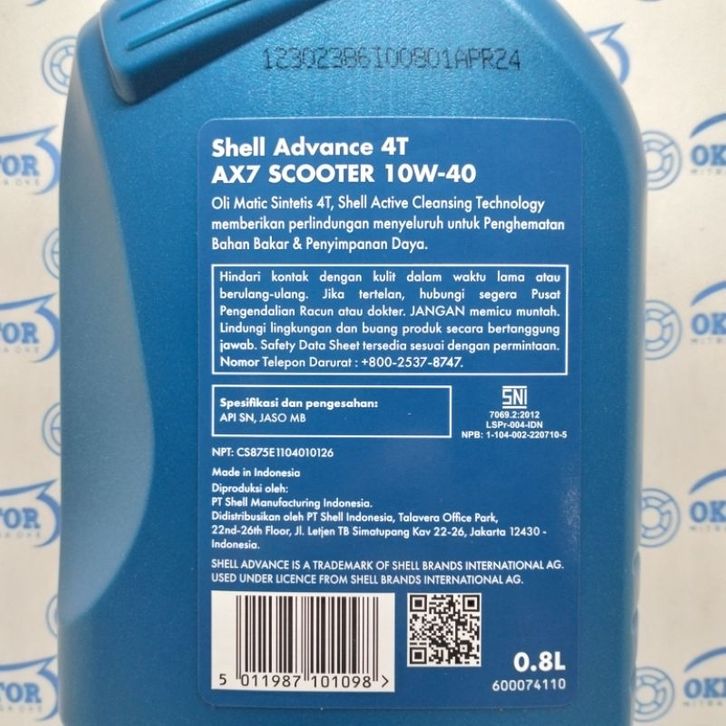 12302386I00801APR24
Shell Advance 4T
AX7 SCOOTER 10W-40
Oli Matic Sintetis 4T, Shell Active Cleansing Technology
memberikan perlindungan menyeluruh untuk Penghematan
Bahan Bakar & Penyimpanan Daya.
Hindari kontak dengan kulit dalam waktu lama atau
berulang-ulang. Jika tertelan, hubungi segera Pusat
Pengendalian Racun atau dokter. JANGAN memicu muntah.
Lindungi lingkungan dan buang produk secara bertanggung
jawab. Safety Data Sheet tersedia sesuai dengan permintaan.
Nomor Telepon Darurat : +800-2537-8747.
Spesifikasi dan pengesahan:
API SN, JASO MB
SNI
7069.2:2012
LSPr-004-IDN
NPB: 1-104-002-220710-5
NPT: CS875E1104010126
Made in Indonesia
Diproduksi oleh:
PT Shell Manufacturing Indonesia.
Didistribusikan oleh PT Shell Indonesia, Talavera Office Park,
22nd-26th Floor, Jl. Letjen TB Simatupang Kav 22-26, Jakarta 12430 -
Indonesia.
SHELL ADVANCE IS A TRADEMARK OF SHELL BRANDS INTERNATIONAL AG.
USED UNDER LICENCE FROM SHELL BRANDS INTERNATIONAL AG.
5 011987 101098 >
0.8L
600074110